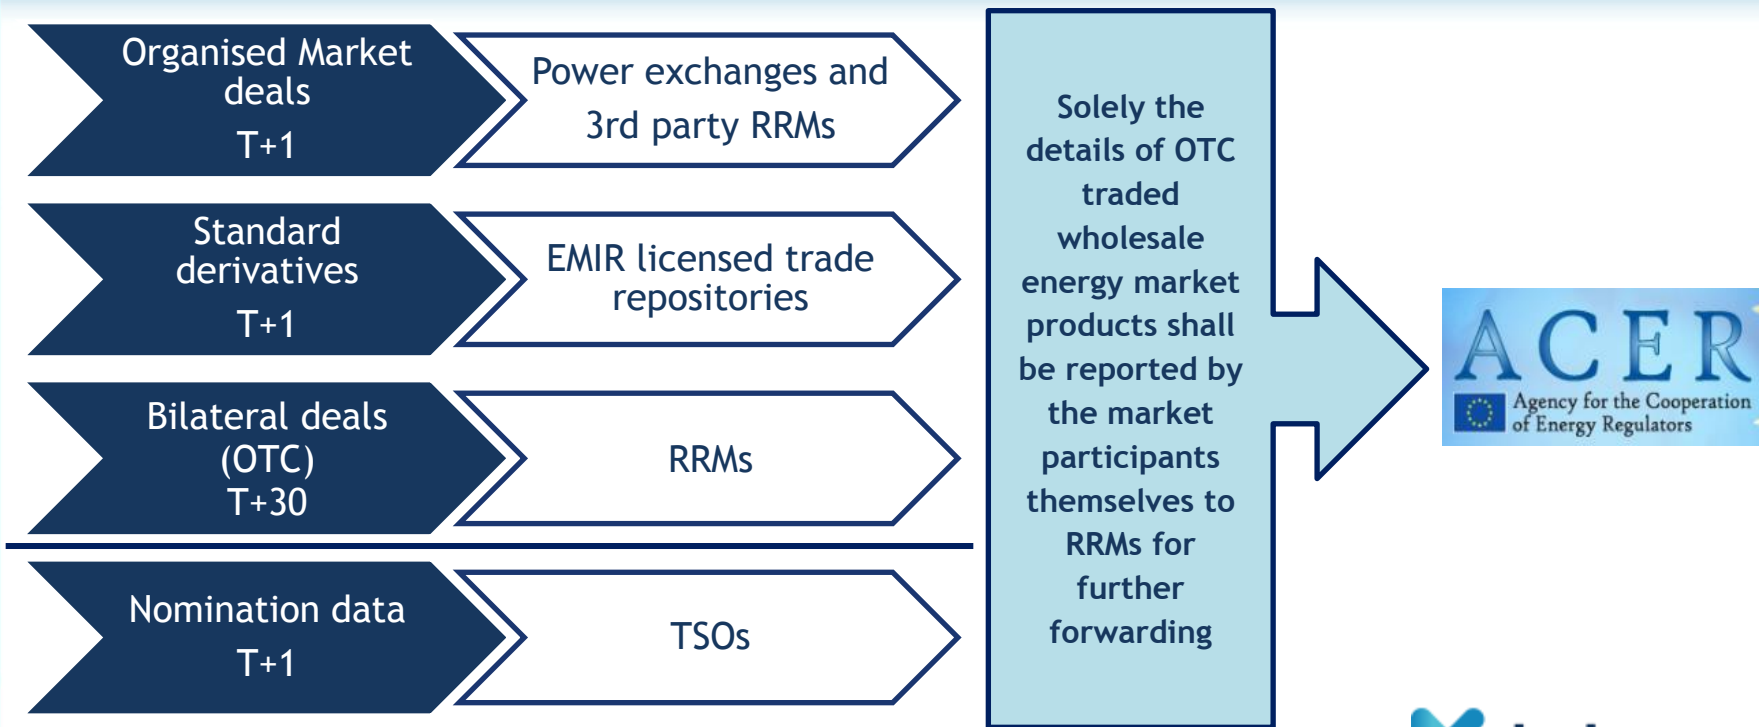 Organised Market
deals
T+1
Power exchanges and
3rd party RRMs
Standard
derivatives
T+1
EMIR licensed trade
repositories
Bilateral deals
(OTC)
T+30
RRMs
Nomination data
T+1
TSOs
Solely the
details of OTC
traded
wholesale
energy market
products shall
be reported by
the market
participants
themselves to
RRMs for
further
forwarding
ACER
Agency for the Cooperation
of Energy Regulators